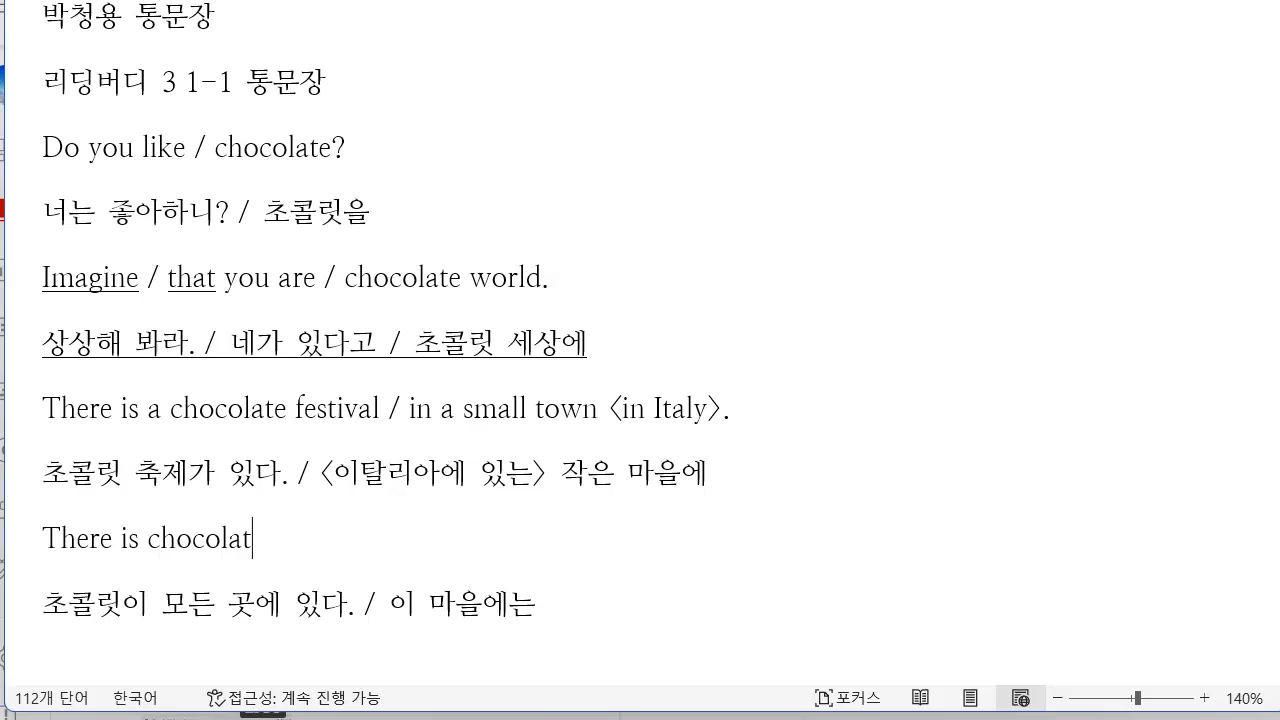 박청용 통문장
리딩버디 3 1-1 통문장
Do you like / chocolate?
너는 좋아하니? / 초콜릿을
Imagine / that you are / chocolate world.
상상해 봐라. / 네가 있다고 / 초콜릿 세상에
There is a chocolate festival / in a small town <in Italy>.
초콜릿 축제가 있다. / <이탈리아에 있는> 작은 마을에
There is chocolat
초콜릿이 모든 곳에 있다. / 이 마을에는
112개 단어 한국어 접근성: 계속 진행 가능 포커스 140%